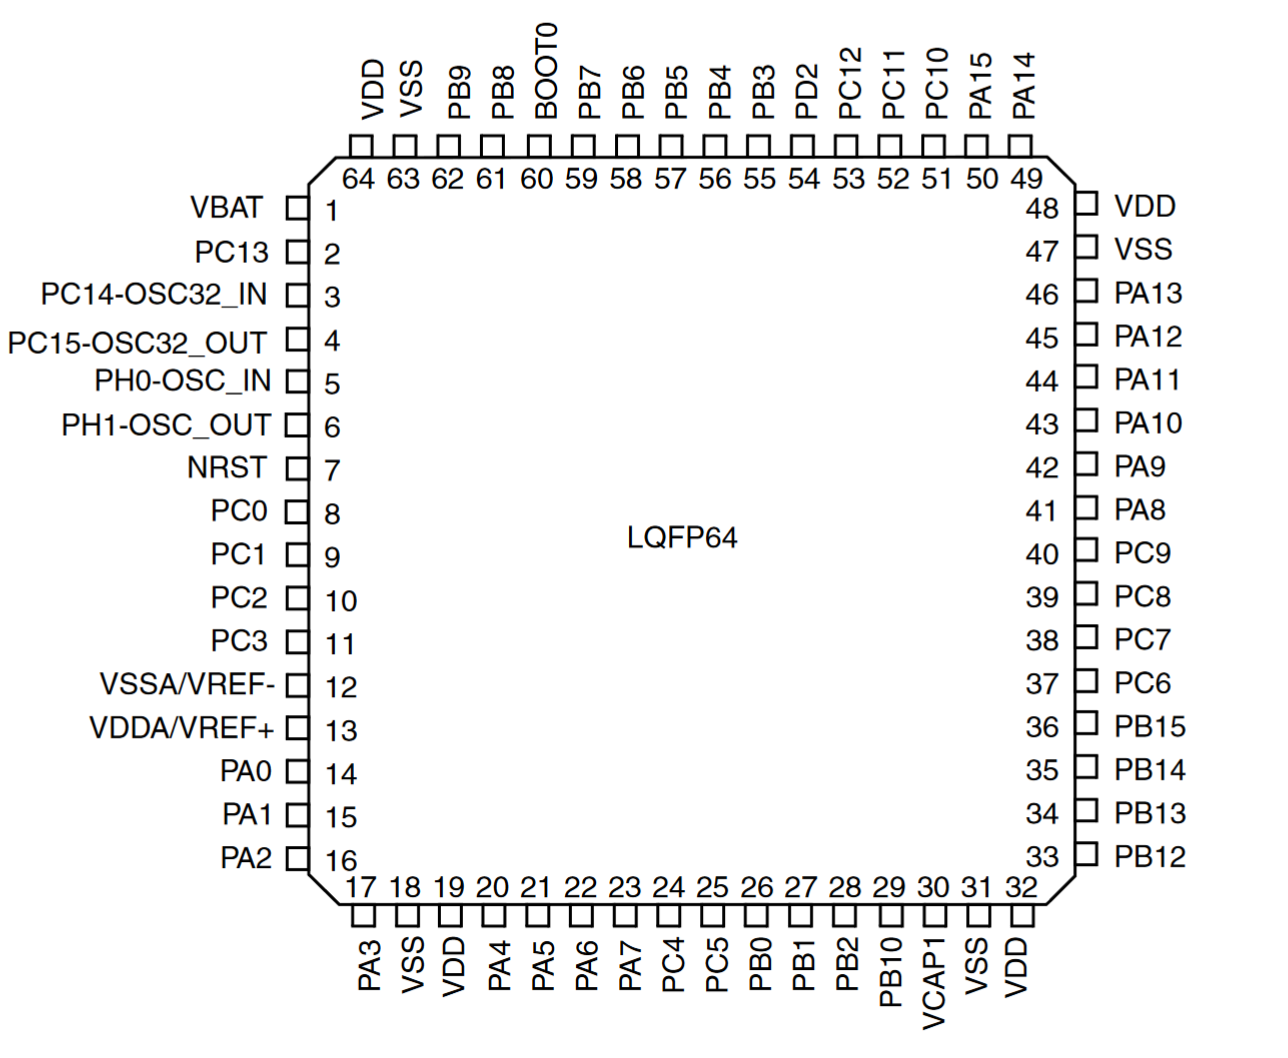 VDD VSS PB9 PB8 BOOT0 PB7 PB6 PB5 PB4 PB3 PD2 PC12 PC11 PC10 PA15 PA14
64 63 62 61 60 59 58 57 56 55 54 53 52 51 50 49
VBAT 1 48 VDD
PC13 2 47 VSS
PC14-OSC32_IN 3 46 PA13
PC15-OSC32_OUT 4 45 PA12
PH0-OSC_IN 5 44 PA11
PH1-OSC_OUT 6 43 PA10
NRST 7 42 PA9
PC0 8 41 PA8
LQFP64
PC1 9 40 PC9
PC2 10 39 PC8
PC3 11 38 PC7
VSSA/VREF- 12 37 PC6
VDDA/VREF+ 13 36 PB15
PA0 14 35 PB14
PA1 15 34 PB13
PA2 16 33 PB12
17 18 19 20 21 22 23 24 25 26 27 28 29 30 31 32
PA3 VSS VDD PA4 PA5 PA6 PA7 PC4 PC5 PB0 PB1 PB2 PB10 VCAP1 VSS VDD